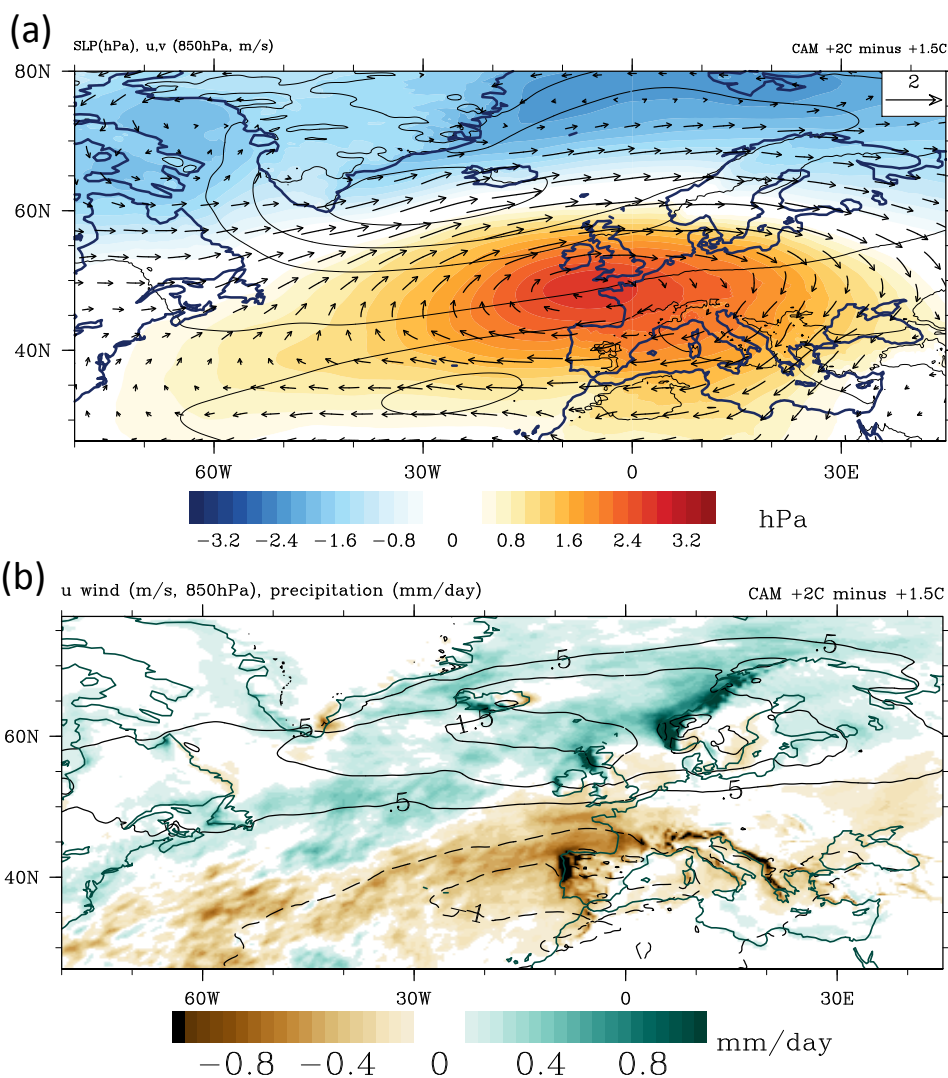 (a)
SLP(hPa), u,v (850hPa, m/s)
CAM +2C minus +1.5C
80N
2
60N
40N
60W
30W
0
30E
−3.2
−2.4
−1.6
−0.8
0
0.8
1.6
2.4
3.2
hPa
(b)
u wind (m/s, 850hPa), precipitation (mm/day)
CAM +2C minus +1.5C
.5
.5
1.5
60N
.5
.5
40N
1
60W
30W
0
30E
−0.8
−0.4
0
0.4
0.8
mm/day